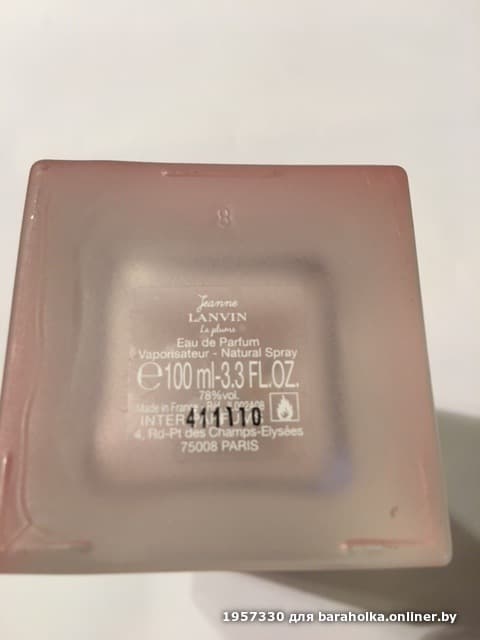 8
Jeanne
LANVIN
La plume
Eau de Parfum
Vaporisateur - Natural Spray
℮ 100 ml-3.3 FL.OZ.
78%vol.
Made in France
411110
INTER
4, Rd-Pt des Champs-Elysées
75008 PARIS
1957330 для baraholka.onliner.by